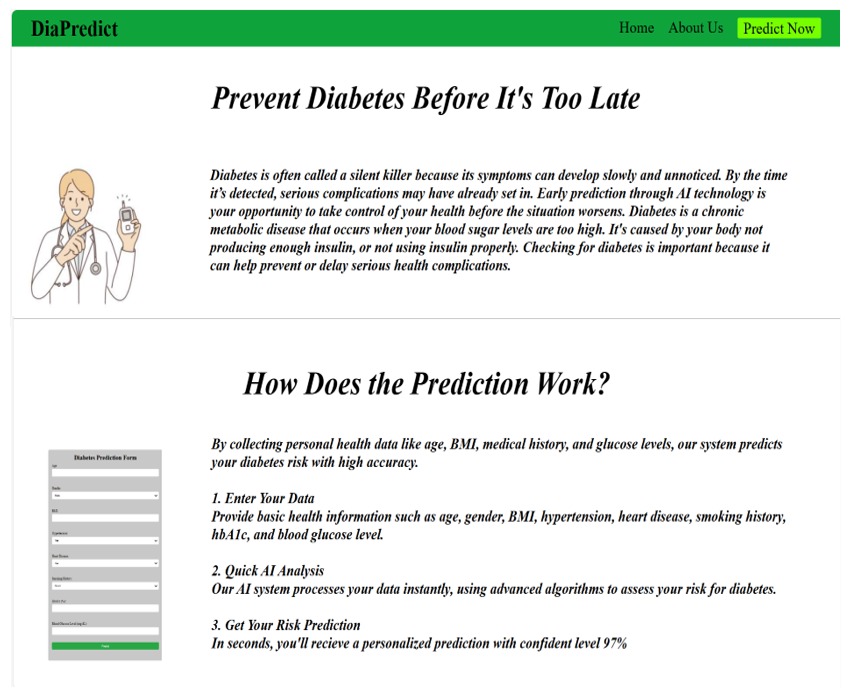 DiaPredict
Home About Us Predict Now
Prevent Diabetes Before It's Too Late
Diabetes is often called a silent killer because its symptoms can develop slowly and unnoticed. By the time
it's detected, serious complications may have already set in. Early prediction through AI technology is
your opportunity to take control of your health before the situation worsens. Diabetes is a chronic
metabolic disease that occurs when your blood sugar levels are too high. It's caused by your body not
producing enough insulin, or not using insulin properly. Checking for diabetes is important because it
can help prevent or delay serious health complications.
How Does the Prediction Work?
By collecting personal health data like age, BMI, medical history, and glucose levels, our system predicts
your diabetes risk with high accuracy.
1. Enter Your Data
Provide basic health information such as age, gender, BMI, hypertension, heart disease, smoking history,
hbA1c, and blood glucose level.
2. Quick AI Analysis
Our AI system processes your data instantly, using advanced algorithms to assess your risk for diabetes.
3. Get Your Risk Prediction
In seconds, you'll recieve a personalized prediction with confident level 97%
Diabetes Prediction Form